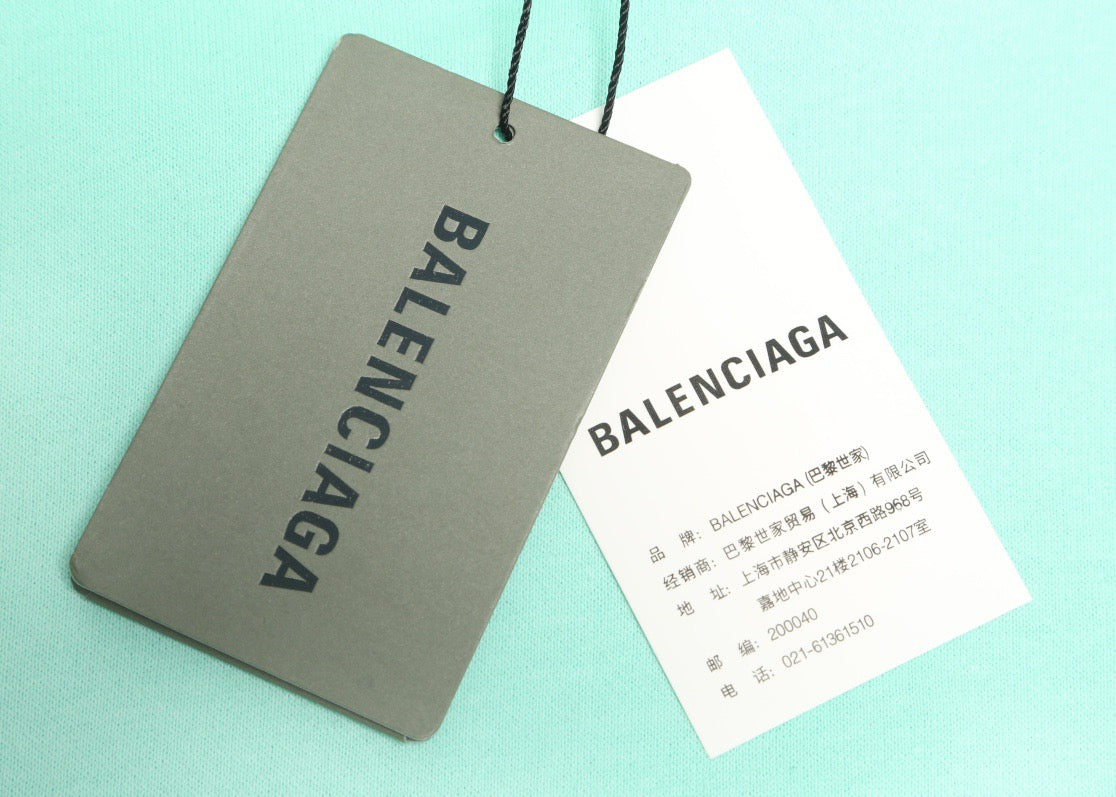 BALENCIAGA
BALENCIAGA
品 牌: BALENCIAGA (巴黎世家)
经销商: 巴黎世家贸易（上海）有限公司
地 址: 上海市静安区北京西路968号
嘉地中心21楼2106-2107室
邮 编: 200040
电 话: 021-61361510